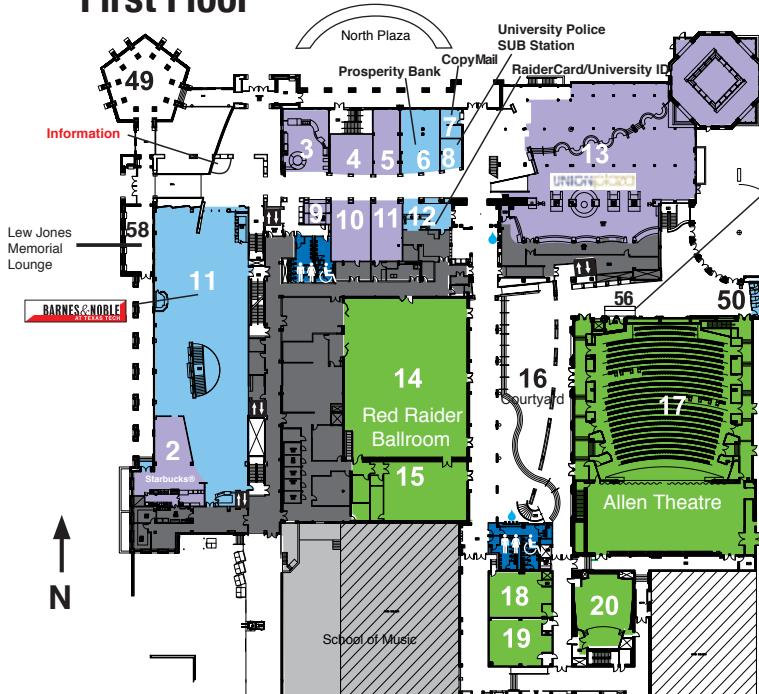 First Floor
North Plaza
University Police
SUB Station
CopyMail
Prosperity Bank
RaiderCard/University ID
49
Information
3
4
5
6
7
8
13
UNION plaza
9
10
11
12
58
Lew Jones
Memorial
Lounge
11
BARNES&NOBLE
AT TEXAS TECH
56
50
14
Red Raider
Ballroom
16
Courtyard
17
2
Starbucks®
15
Allen Theatre
N
18
19
20
School of Music